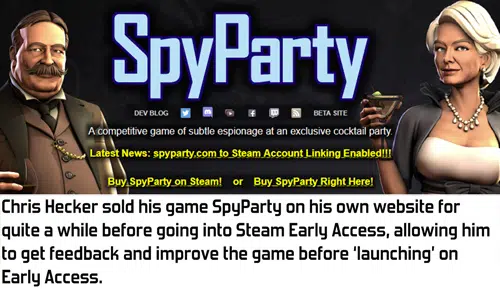 SpyParty
DEV BLOG BETA SITE
A competitive game of subtle espionage at an exclusive cocktail party
Latest News: spyparty.com to Steam Account Linking Enabled!!!
Buy SpyParty on Steam! or Buy SpyParty Right Here!
Chris Hecker sold his game SpyParty on his own website for
quite a while before going into Steam Early Access, allowing him
to get feedback and improve the game before ‘launching’ on
Early Access.